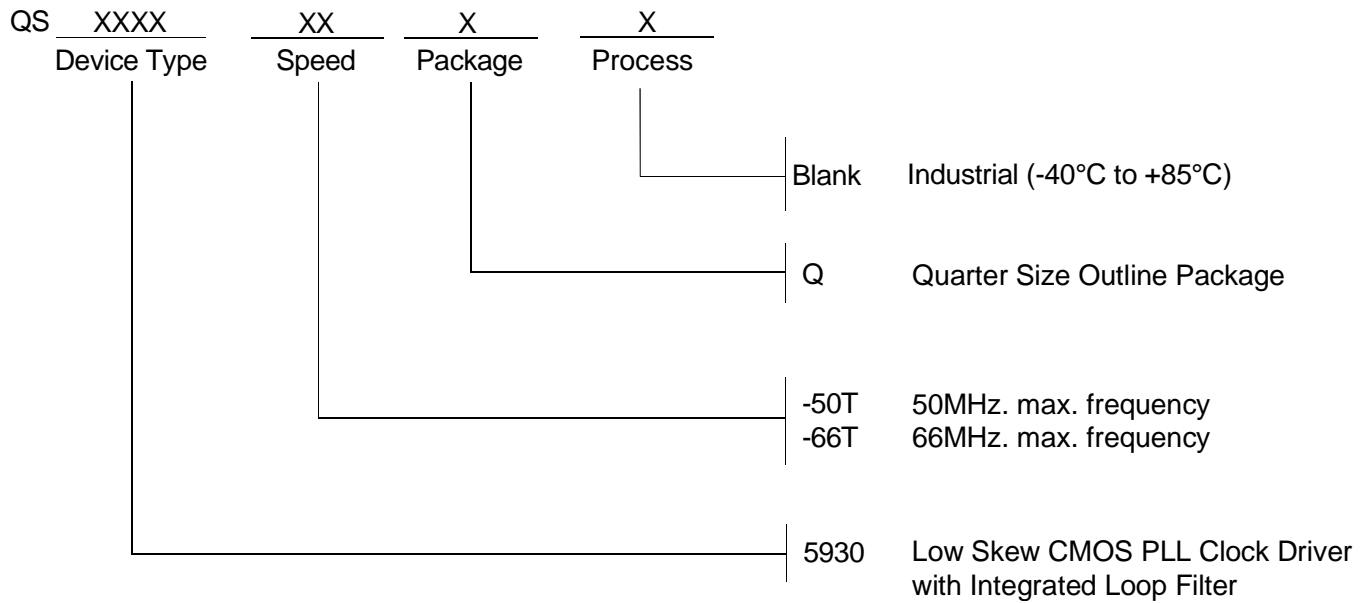 QS XXXX XX X X
Device Type Speed Package Process
Blank Industrial (-40°C to +85°C)
Q Quarter Size Outline Package
-50T 50MHz. max. frequency
-66T 66MHz. max. frequency
5930 Low Skew CMOS PLL Clock Driver
with Integrated Loop Filter